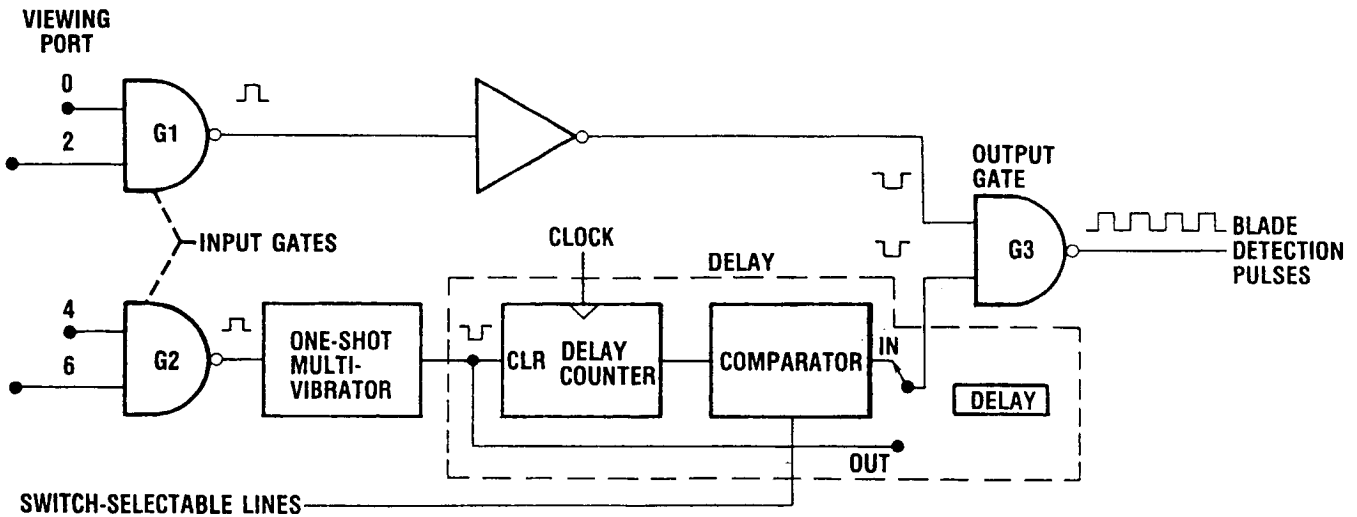 VIEWING
PORT
0
2
G1
INPUT GATES
4
6
G2
ONE-SHOT
MULTI-
VIBRATOR
CLOCK
DELAY
CLR DELAY
COUNTER
COMPARATOR
IN
OUT
DELAY
OUTPUT
GATE
G3
BLADE
DETECTION
PULSES
SWITCH-SELECTABLE LINES